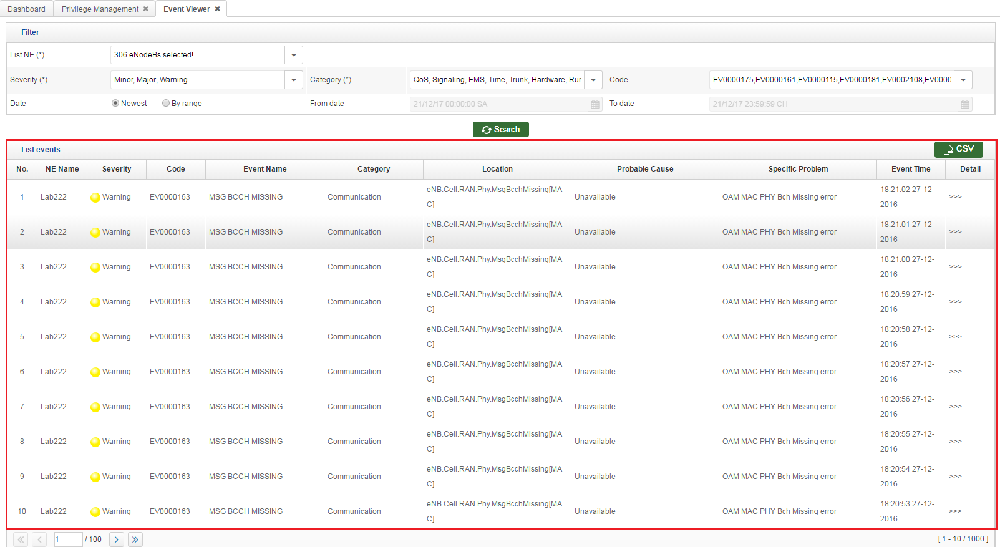 Dashboard Privilege Management ✖ Event Viewer ✖
Filter
List NE (*) 306 eNodeBs selected!
Severity (*) Minor, Major, Warning Category (*) QoS, Signaling, EMS, Time, Trunk, Hardware, Rur Code EV0000175,EV0000161,EV0000115,EV0000181,EV0002108,EV0000
Date Newest By range From date 21/12/17 00:00:00 SA To date 21/12/17 23:59:59 CH
Search
List events CSV
No. NE Name Severity Code Event Name Category Location Probable Cause Specific Problem Event Time Detail
1 Lab222 Warning EV0000163 MSG BCCH MISSING Communication eNB.Cell.RAN.Phy.MsgBcchMissing[MA Unavailable OAM MAC PHY Bch Missing error 18:21:02 27-12- >>>
C] 2016
2 Lab222 Warning EV0000163 MSG BCCH MISSING Communication eNB.Cell.RAN.Phy.MsgBcchMissing[MA Unavailable OAM MAC PHY Bch Missing error 18:21:01 27-12- >>>
C] 2016
3 Lab222 Warning EV0000163 MSG BCCH MISSING Communication eNB.Cell.RAN.Phy.MsgBcchMissing[MA Unavailable OAM MAC PHY Bch Missing error 18:21:00 27-12- >>>
C] 2016
4 Lab222 Warning EV0000163 MSG BCCH MISSING Communication eNB.Cell.RAN.Phy.MsgBcchMissing[MA Unavailable OAM MAC PHY Bch Missing error 18:20:59 27-12- >>>
C] 2016
5 Lab222 Warning EV0000163 MSG BCCH MISSING Communication eNB.Cell.RAN.Phy.MsgBcchMissing[MA Unavailable OAM MAC PHY Bch Missing error 18:20:58 27-12- >>>
C] 2016
6 Lab222 Warning EV0000163 MSG BCCH MISSING Communication eNB.Cell.RAN.Phy.MsgBcchMissing[MA Unavailable OAM MAC PHY Bch Missing error 18:20:57 27-12- >>>
C] 2016
7 Lab222 Warning EV0000163 MSG BCCH MISSING Communication eNB.Cell.RAN.Phy.MsgBcchMissing[MA Unavailable OAM MAC PHY Bch Missing error 18:20:56 27-12- >>>
C] 2016
8 Lab222 Warning EV0000163 MSG BCCH MISSING Communication eNB.Cell.RAN.Phy.MsgBcchMissing[MA Unavailable OAM MAC PHY Bch Missing error 18:20:55 27-12- >>>
C] 2016
9 Lab222 Warning EV0000163 MSG BCCH MISSING Communication eNB.Cell.RAN.Phy.MsgBcchMissing[MA Unavailable OAM MAC PHY Bch Missing error 18:20:54 27-12- >>>
C] 2016
10 Lab222 Warning EV0000163 MSG BCCH MISSING Communication eNB.Cell.RAN.Phy.MsgBcchMissing[MA Unavailable OAM MAC PHY Bch Missing error 18:20:53 27-12- >>>
C] 2016
1 / 100 [ 1 - 10 / 1000 ]